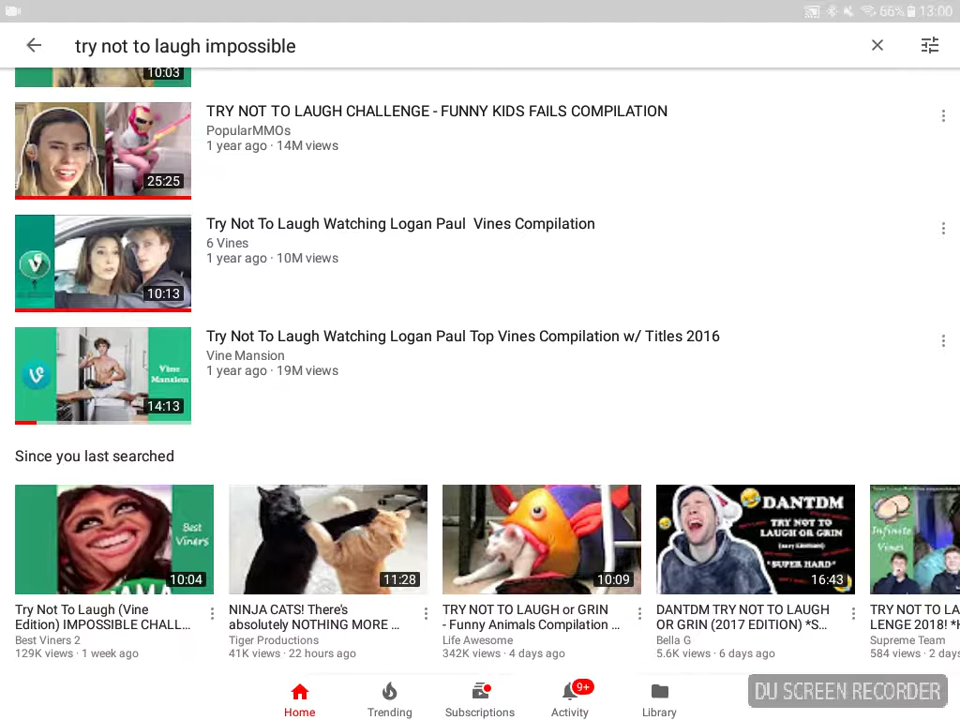 66% 13:00
try not to laugh impossible
10:03
TRY NOT TO LAUGH CHALLENGE - FUNNY KIDS FAILS COMPILATION
PopularMMOs
1 year ago · 14M views
25:25
Try Not To Laugh Watching Logan Paul  Vines Compilation
6 Vines
1 year ago · 10M views
10:13
Try Not To Laugh Watching Logan Paul Top Vines Compilation w/ Titles 2016
Vine Mansion
1 year ago · 19M views
Vine
Mansion
14:13
Since you last searched
Best
Viners
10:04
Try Not To Laugh (Vine
Edition) IMPOSSIBLE CHALL...
Best Viners 2
129K views · 1 week ago
11:28
NINJA CATS! There's
absolutely NOTHING MORE ...
Tiger Productions
41K views · 22 hours ago
10:09
TRY NOT TO LAUGH or GRIN
- Funny Animals Compilation ...
Life Awesome
342K views · 4 days ago
DANTDM
TRY NOT TO
LAUGH OR GRIN
(2017 EDITION)
*SUPER HARD*
16:43
DANTDM TRY NOT TO LAUGH
OR GRIN (2017 EDITION) *S...
Bella G
5.6K views · 6 days ago
Infinite
Vines
TRY NOT TO LA
LENGE 2018! *H
Supreme Team
584 views · 2 days
Home
Trending
Subscriptions
9+
Activity
Library
DU SCREEN RECORDER